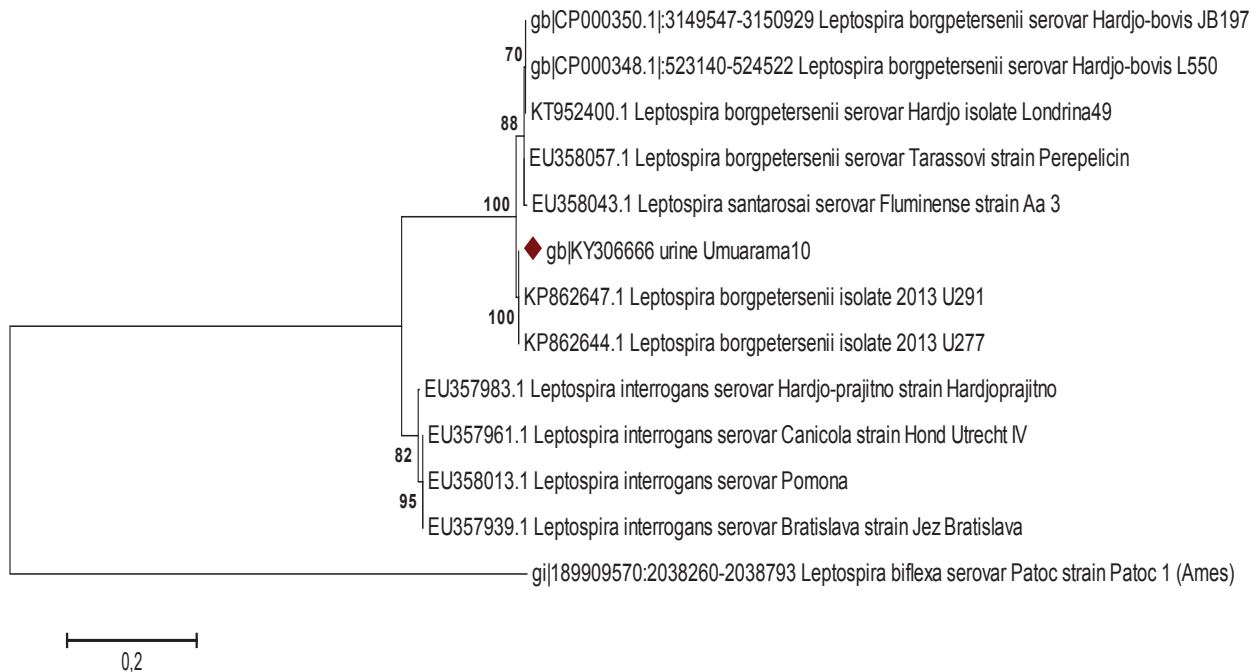 gb|CP000350.1|:3149547-3150929 Leptospira borgpetersenii serovar Hardjo-bovis JB197
70
gb|CP000348.1|:523140-524522 Leptospira borgpetersenii serovar Hardjo-bovis L550
KT952400.1 Leptospira borgpetersenii serovar Hardjo isolate Londrina49
88
EU358057.1 Leptospira borgpetersenii serovar Tarassovi strain Perepelicin
EU358043.1 Leptospira santarosai serovar Fluminense strain Aa 3
100
gb|KY306666 urine Umuarama10
KP862647.1 Leptospira borgpetersenii isolate 2013 U291
100
KP862644.1 Leptospira borgpetersenii isolate 2013 U277
EU357983.1 Leptospira interrogans serovar Hardjo-prajitno strain Hardjoprajitno
EU357961.1 Leptospira interrogans serovar Canicola strain Hond Utrecht IV
82
EU358013.1 Leptospira interrogans serovar Pomona
95
EU357939.1 Leptospira interrogans serovar Bratislava strain Jez Bratislava
gi|189909570:2038260-2038793 Leptospira biflexa serovar Patoc strain Patoc 1 (Ames)
0,2